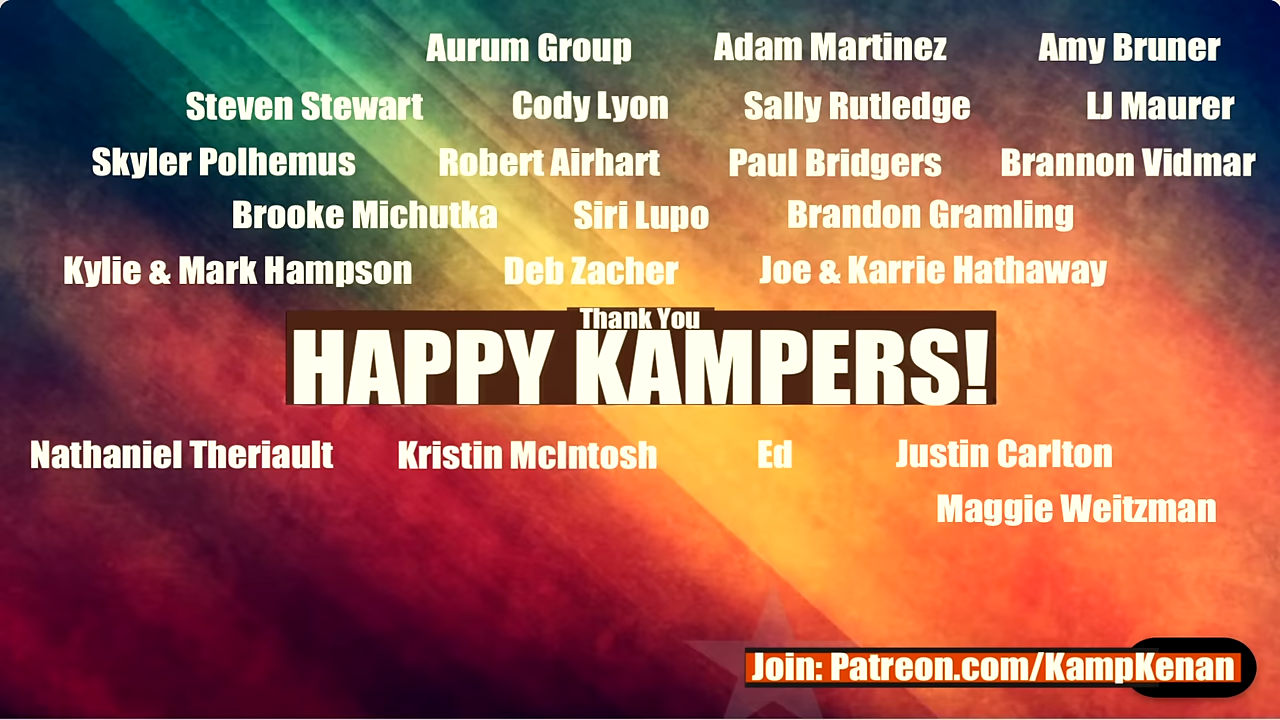 Aurum Group Adam Martinez Amy Bruner
Steven Stewart Cody Lyon Sally Rutledge LJ Maurer
Skyler Polhemus Robert Airhart Paul Bridgers Brannon Vidmar
Brooke Michutka Siri Lupo Brandon Gramling
Kylie & Mark Hampson Deb Zacher Joe & Karrie Hathaway
Thank You
HAPPY KAMPERS!
Nathaniel Theriault Kristin McIntosh Ed Justin Carlton
Maggie Weitzman
Join: Patreon.com/KampKenan